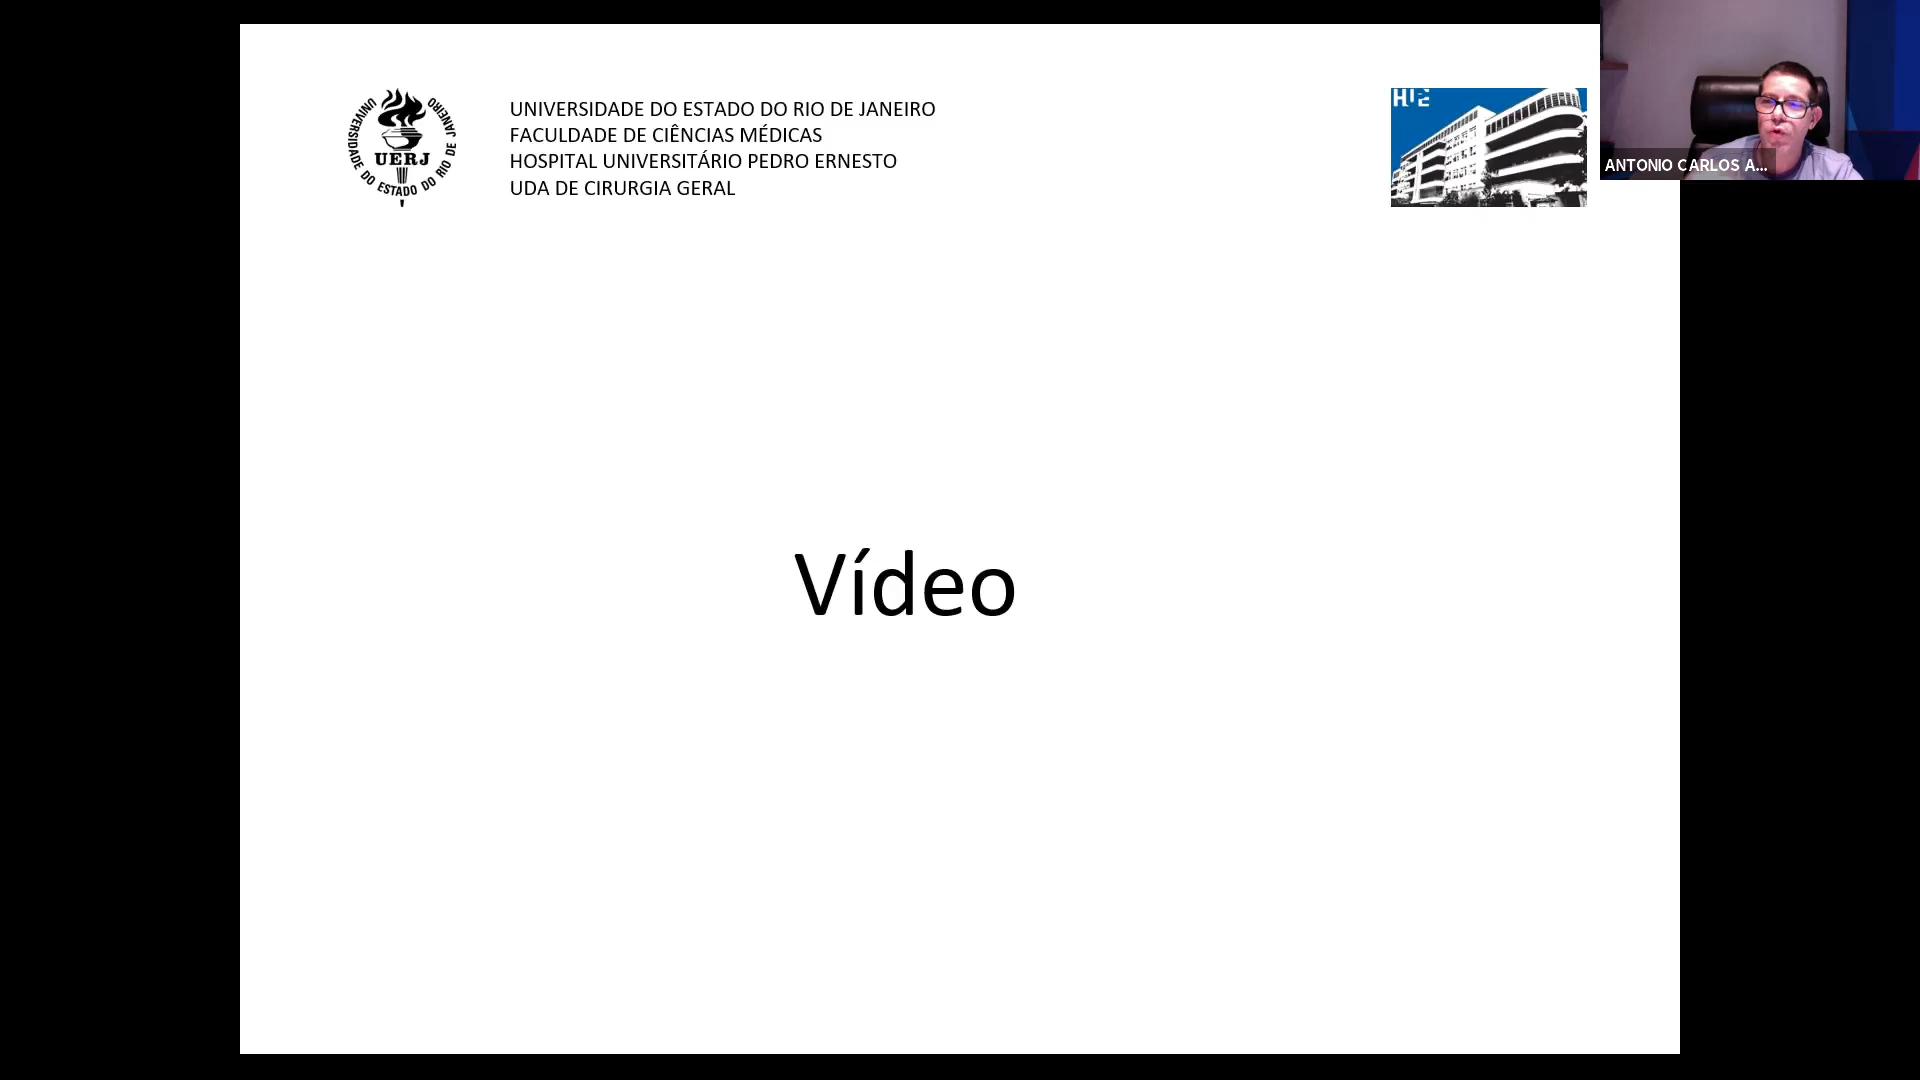 UNIVERSIDADE DO ESTADO DO RIO DE JANEIRO
UERJ
UNIVERSIDADE DO ESTADO DO RIO DE JANEIRO
FACULDADE DE CIÊNCIAS MÉDICAS
HOSPITAL UNIVERSITÁRIO PEDRO ERNESTO
UDA DE CIRURGIA GERAL
ANTONIO CARLOS A...
Vídeo